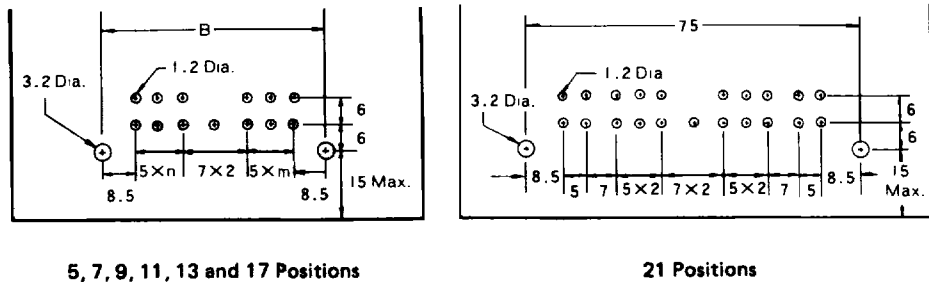 B
1.2 Dia.
3.2 Dia.
6
6
5×n 7×2 5×m
8.5 8.5
15 Max.
5, 7, 9, 11, 13 and 17 Positions
75
1.2 Dia
3.2 Dia.
6
6
8.5 5 7 5×2 7×2 5×2 7 5 8.5
15
Max.
21 Positions